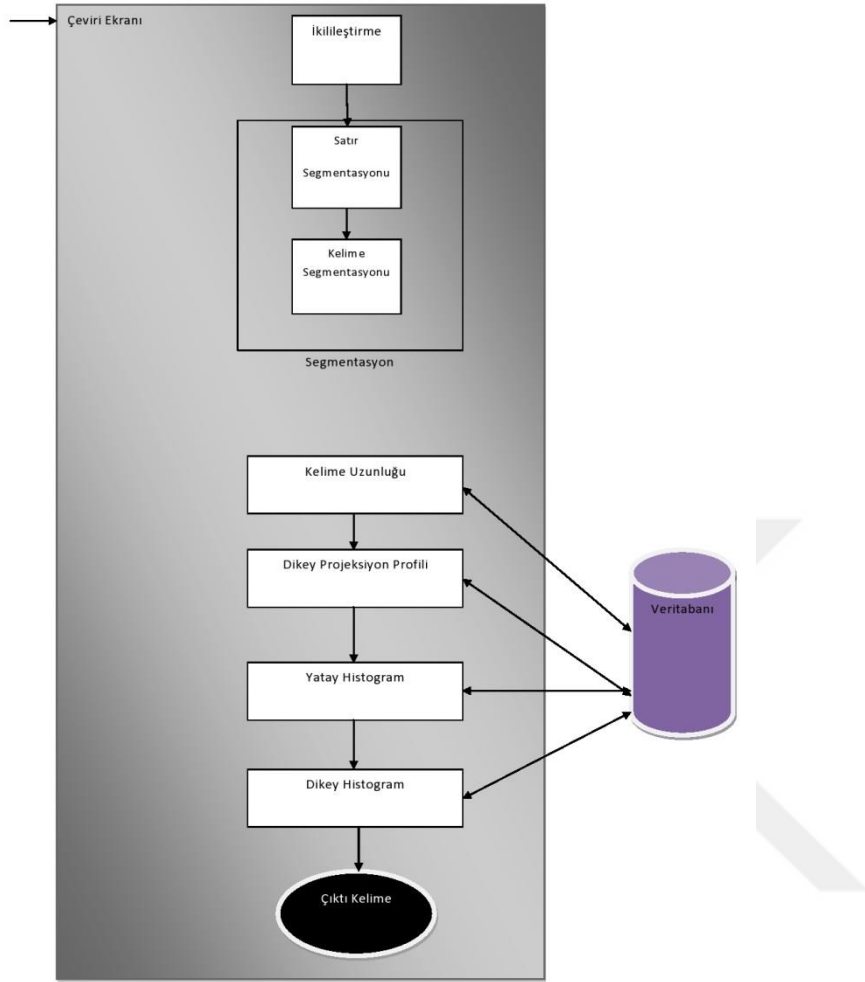 Çeviri Ekranı
İkilileştirme
Satır
Segmentasyonu
Kelime
Segmentasyonu
Segmentasyon
Kelime Uzunluğu
Dikey Projeksiyon Profili
Veritabanı
Yatay Histogram
Dikey Histogram
Çıktı Kelime